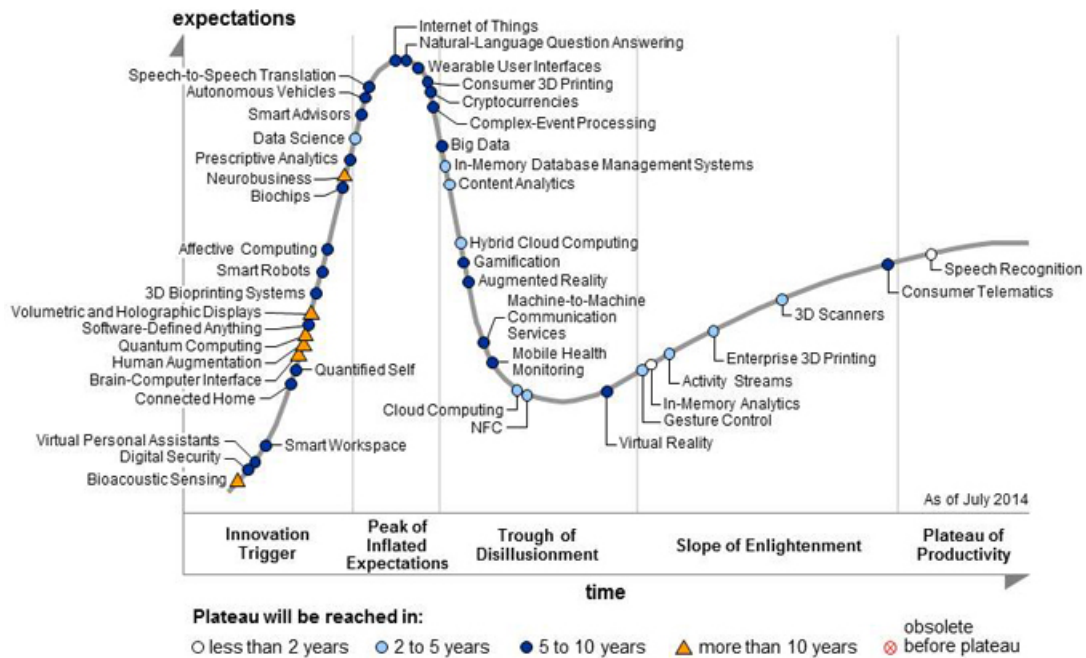 expectations
Internet of Things
Natural-Language Question Answering
Wearable User Interfaces
Speech-to-Speech Translation
Consumer 3D Printing
Autonomous Vehicles
Cryptocurrencies
Smart Advisors
Complex-Event Processing
Data Science
Big Data
Prescriptive Analytics
In-Memory Database Management Systems
Neurobusiness
Content Analytics
Biochips
Affective Computing
Hybrid Cloud Computing
Smart Robots
Gamification
Augmented Reality
Speech Recognition
3D Bioprinting Systems
Consumer Telematics
Machine-to-Machine
Communication
Services
Volumetric and Holographic Displays
3D Scanners
Software-Defined Anything
Quantum Computing
Mobile Health
Monitoring
Enterprise 3D Printing
Human Augmentation
Quantified Self
Brain-Computer Interface
Activity Streams
Connected Home
In-Memory Analytics
Cloud Computing
Gesture Control
NFC
Virtual Reality
Virtual Personal Assistants
Smart Workspace
Digital Security
Bioacoustic Sensing
As of July 2014
Innovation
Trigger
Peak of
Inflated
Expectations
Trough of
Disillusionment
Slope of Enlightenment
Plateau of
Productivity
time
Plateau will be reached in:
less than 2 years
2 to 5 years
5 to 10 years
more than 10 years
obsolete
before plateau